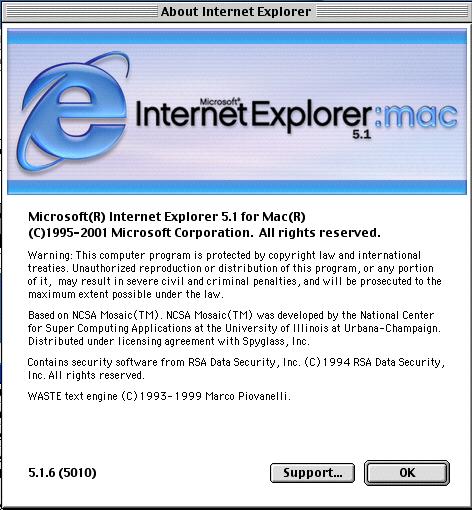 About Internet Explorer
Microsoft®
Internet Explorer:mac
5.1
Microsoft(R) Internet Explorer 5.1 for Mac(R)
(C)1995-2001 Microsoft Corporation. All rights reserved.
Warning: This computer program is protected by copyright law and international
treaties. Unauthorized reproduction or distribution of this program, or any portion
of it, may result in severe civil and criminal penalties, and will be prosecuted to the
maximum extent possible under the law.
Based on NCSA Mosaic(TM). NCSA Mosaic(TM) was developed by the National Center
for Super Computing Applications at the University of Illinois at Urbana-Champaign.
Distributed under licensing agreement with Spyglass, Inc.
Contains security software from RSA Data Security, Inc. (C)1994 RSA Data Security,
Inc. All rights reserved.
WASTE text engine (C)1993-1999 Marco Piovanelli.
5.1.6 (5010)
Support...
OK